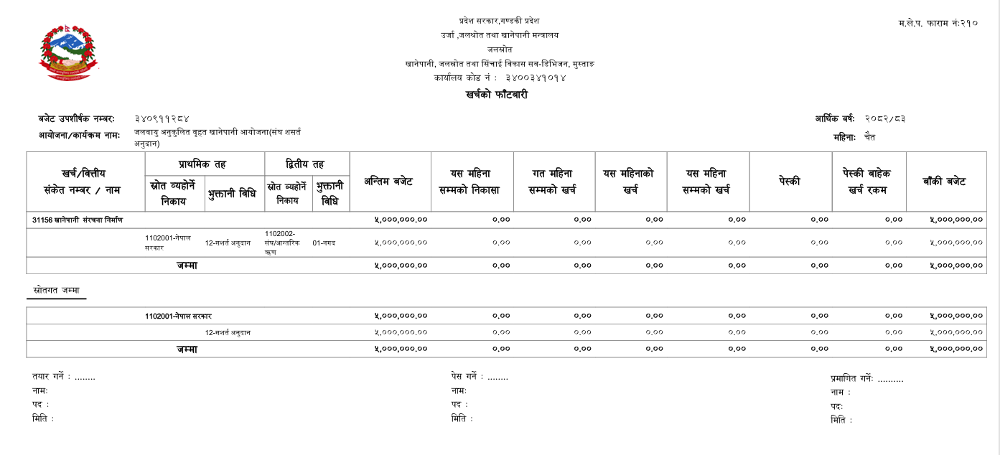 प्रदेश सरकार,गण्डकी प्रदेश
म.ले.प. फाराम नं:२१०
उर्जा ,जलश्रोत तथा खानेपानी मन्त्रालय
जलस्रोत
खानेपानी, जलस्रोत तथा सिंचाई विकास सव-डिभिजन, मुस्ताङ
कार्यालय कोड नं : ३४००३४१०१४
खर्चको फाँटबारी
बजेट उपशीर्षक नम्बर: ३४०९११२८४
आर्थिक वर्ष: २०८२/८३
आयोजना/कार्यक्रम नाम: जलवायु अनुकुलित वृहत खानेपानी आयोजना(संघ शसर्त अनुदान)
महिना: चैत
खर्च/वित्तीय संकेत नम्बर / नाम
प्राथमिक तह
स्रोत व्यहोर्ने निकाय
भुक्तानी विधि
द्वितीय तह
स्रोत व्यहोर्ने निकाय
भुक्तानी विधि
अन्तिम बजेट
यस महिना सम्मको निकासा
गत महिना सम्मको खर्च
यस महिनाको खर्च
यस महिना सम्मको खर्च
पेस्की
पेस्की बाहेक खर्च रकम
बाँकी बजेट
31156 खानेपानी संरचना निर्माण ५,०००,०००.०० ०.०० ०.०० ०.०० ०.०० ०.०० ०.०० ५,०००,०००.००
1102001-नेपाल सरकार 12-सशर्त अनुदान 1102002-संघ/आन्तरिक ऋण 01-नगद ५,०००,०००.०० ०.०० ०.०० ०.०० ०.०० ०.०० ०.०० ५,०००,०००.००
जम्मा ५,०००,०००.०० ०.०० ०.०० ०.०० ०.०० ०.०० ०.०० ५,०००,०००.००
स्रोतगत जम्मा
1102001-नेपाल सरकार ५,०००,०००.०० ०.०० ०.०० ०.०० ०.०० ०.०० ०.०० ५,०००,०००.००
12-सशर्त अनुदान ५,०००,०००.०० ०.०० ०.०० ०.०० ०.०० ०.०० ०.०० ५,०००,०००.००
जम्मा ५,०००,०००.०० ०.०० ०.०० ०.०० ०.०० ०.०० ०.०० ५,०००,०००.००
तयार गर्ने : ........
नाम:
पद :
मिति :
पेस गर्ने : ........
नाम:
पद :
मिति :
प्रमाणित गर्ने: ..........
नाम :
पद:
मिति :